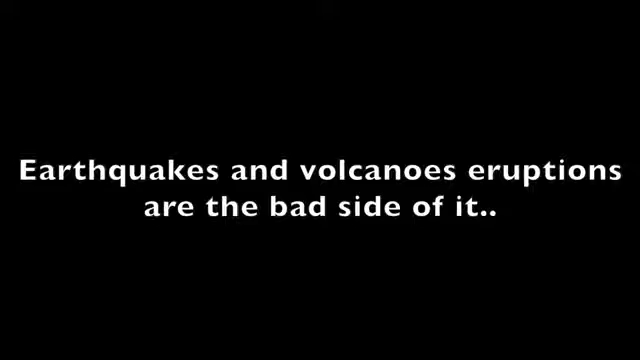 Earthquakes and volcanoes eruptions
are the bad side of it..